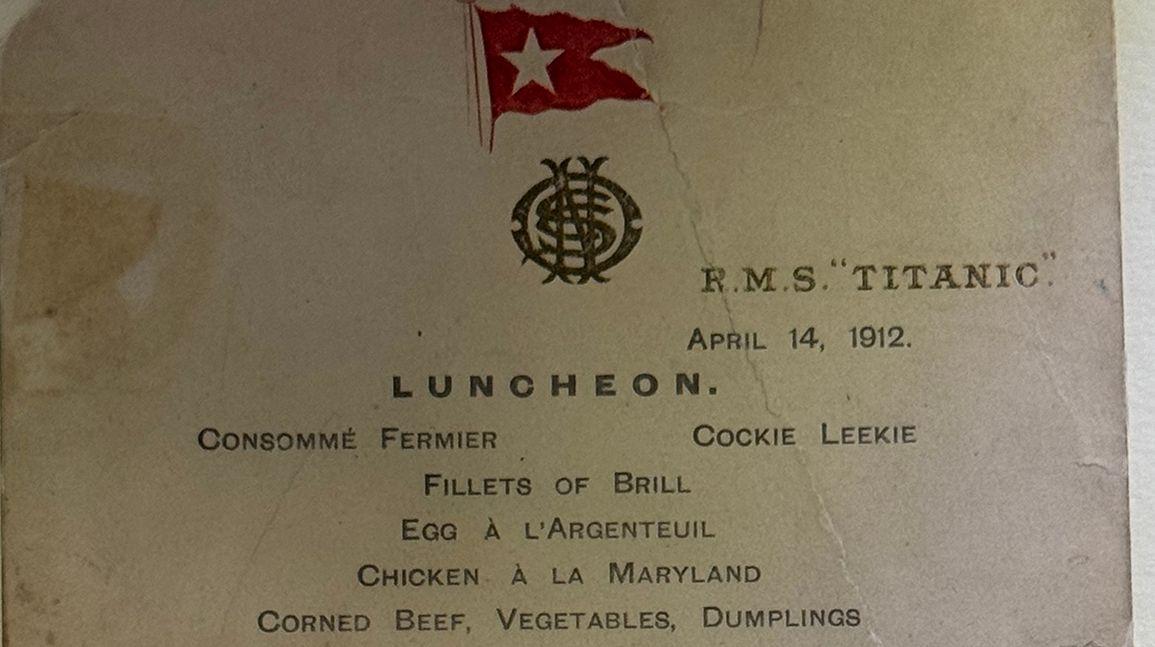 R.M.S. "TITANIC."
APRIL 14, 1912.
LUNCHEON.
CONSOMMÉ FERMIER COCKIE LEEKIE
FILLETS OF BRILL
EGG À L'ARGENTEUIL
CHICKEN À LA MARYLAND
CORNED BEEF, VEGETABLES, DUMPLINGS